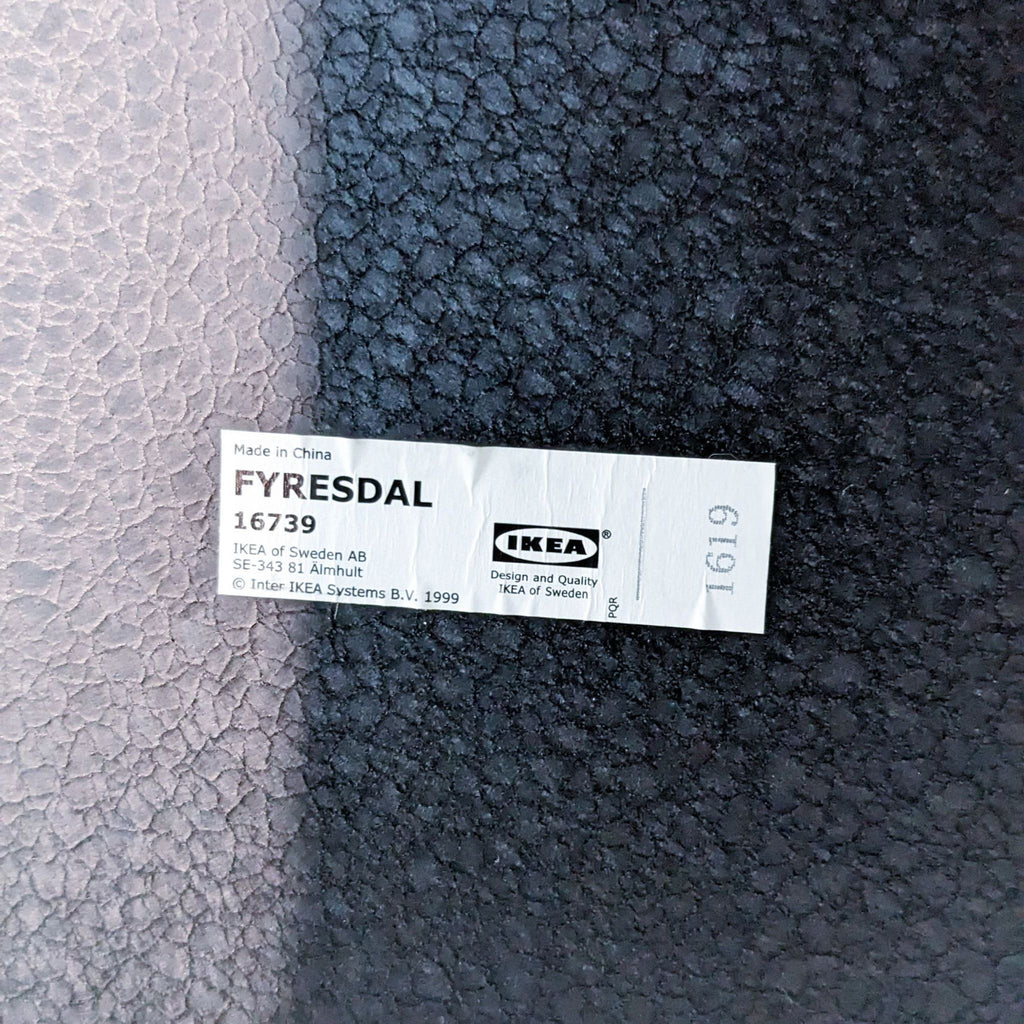 Made in China
FYRESDAL
16739
IKEA of Sweden AB
SE-343 81 Älmhult
© Inter IKEA Systems B.V. 1999
IKEA®
Design and Quality
IKEA of Sweden
PQR
1619